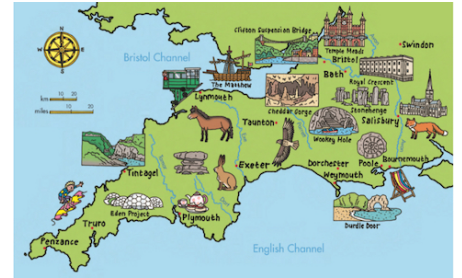 Clifton Suspension Bridge
Temple Meads
Swindon
N
W
E
S
Bristol Channel
Bristol
The Matthew
Bath
Royal Crescent
km 10 20
miles 10 20
Lynmouth
Cheddar Gorge
Stonehenge
Taunton
Salisbury
Wookey Hole
Tintagel
Exeter
Dorchester
Poole
Bournemouth
Weymouth
Eden Project
Plymouth
Truro
Durdle Door
Penzance
English Channel